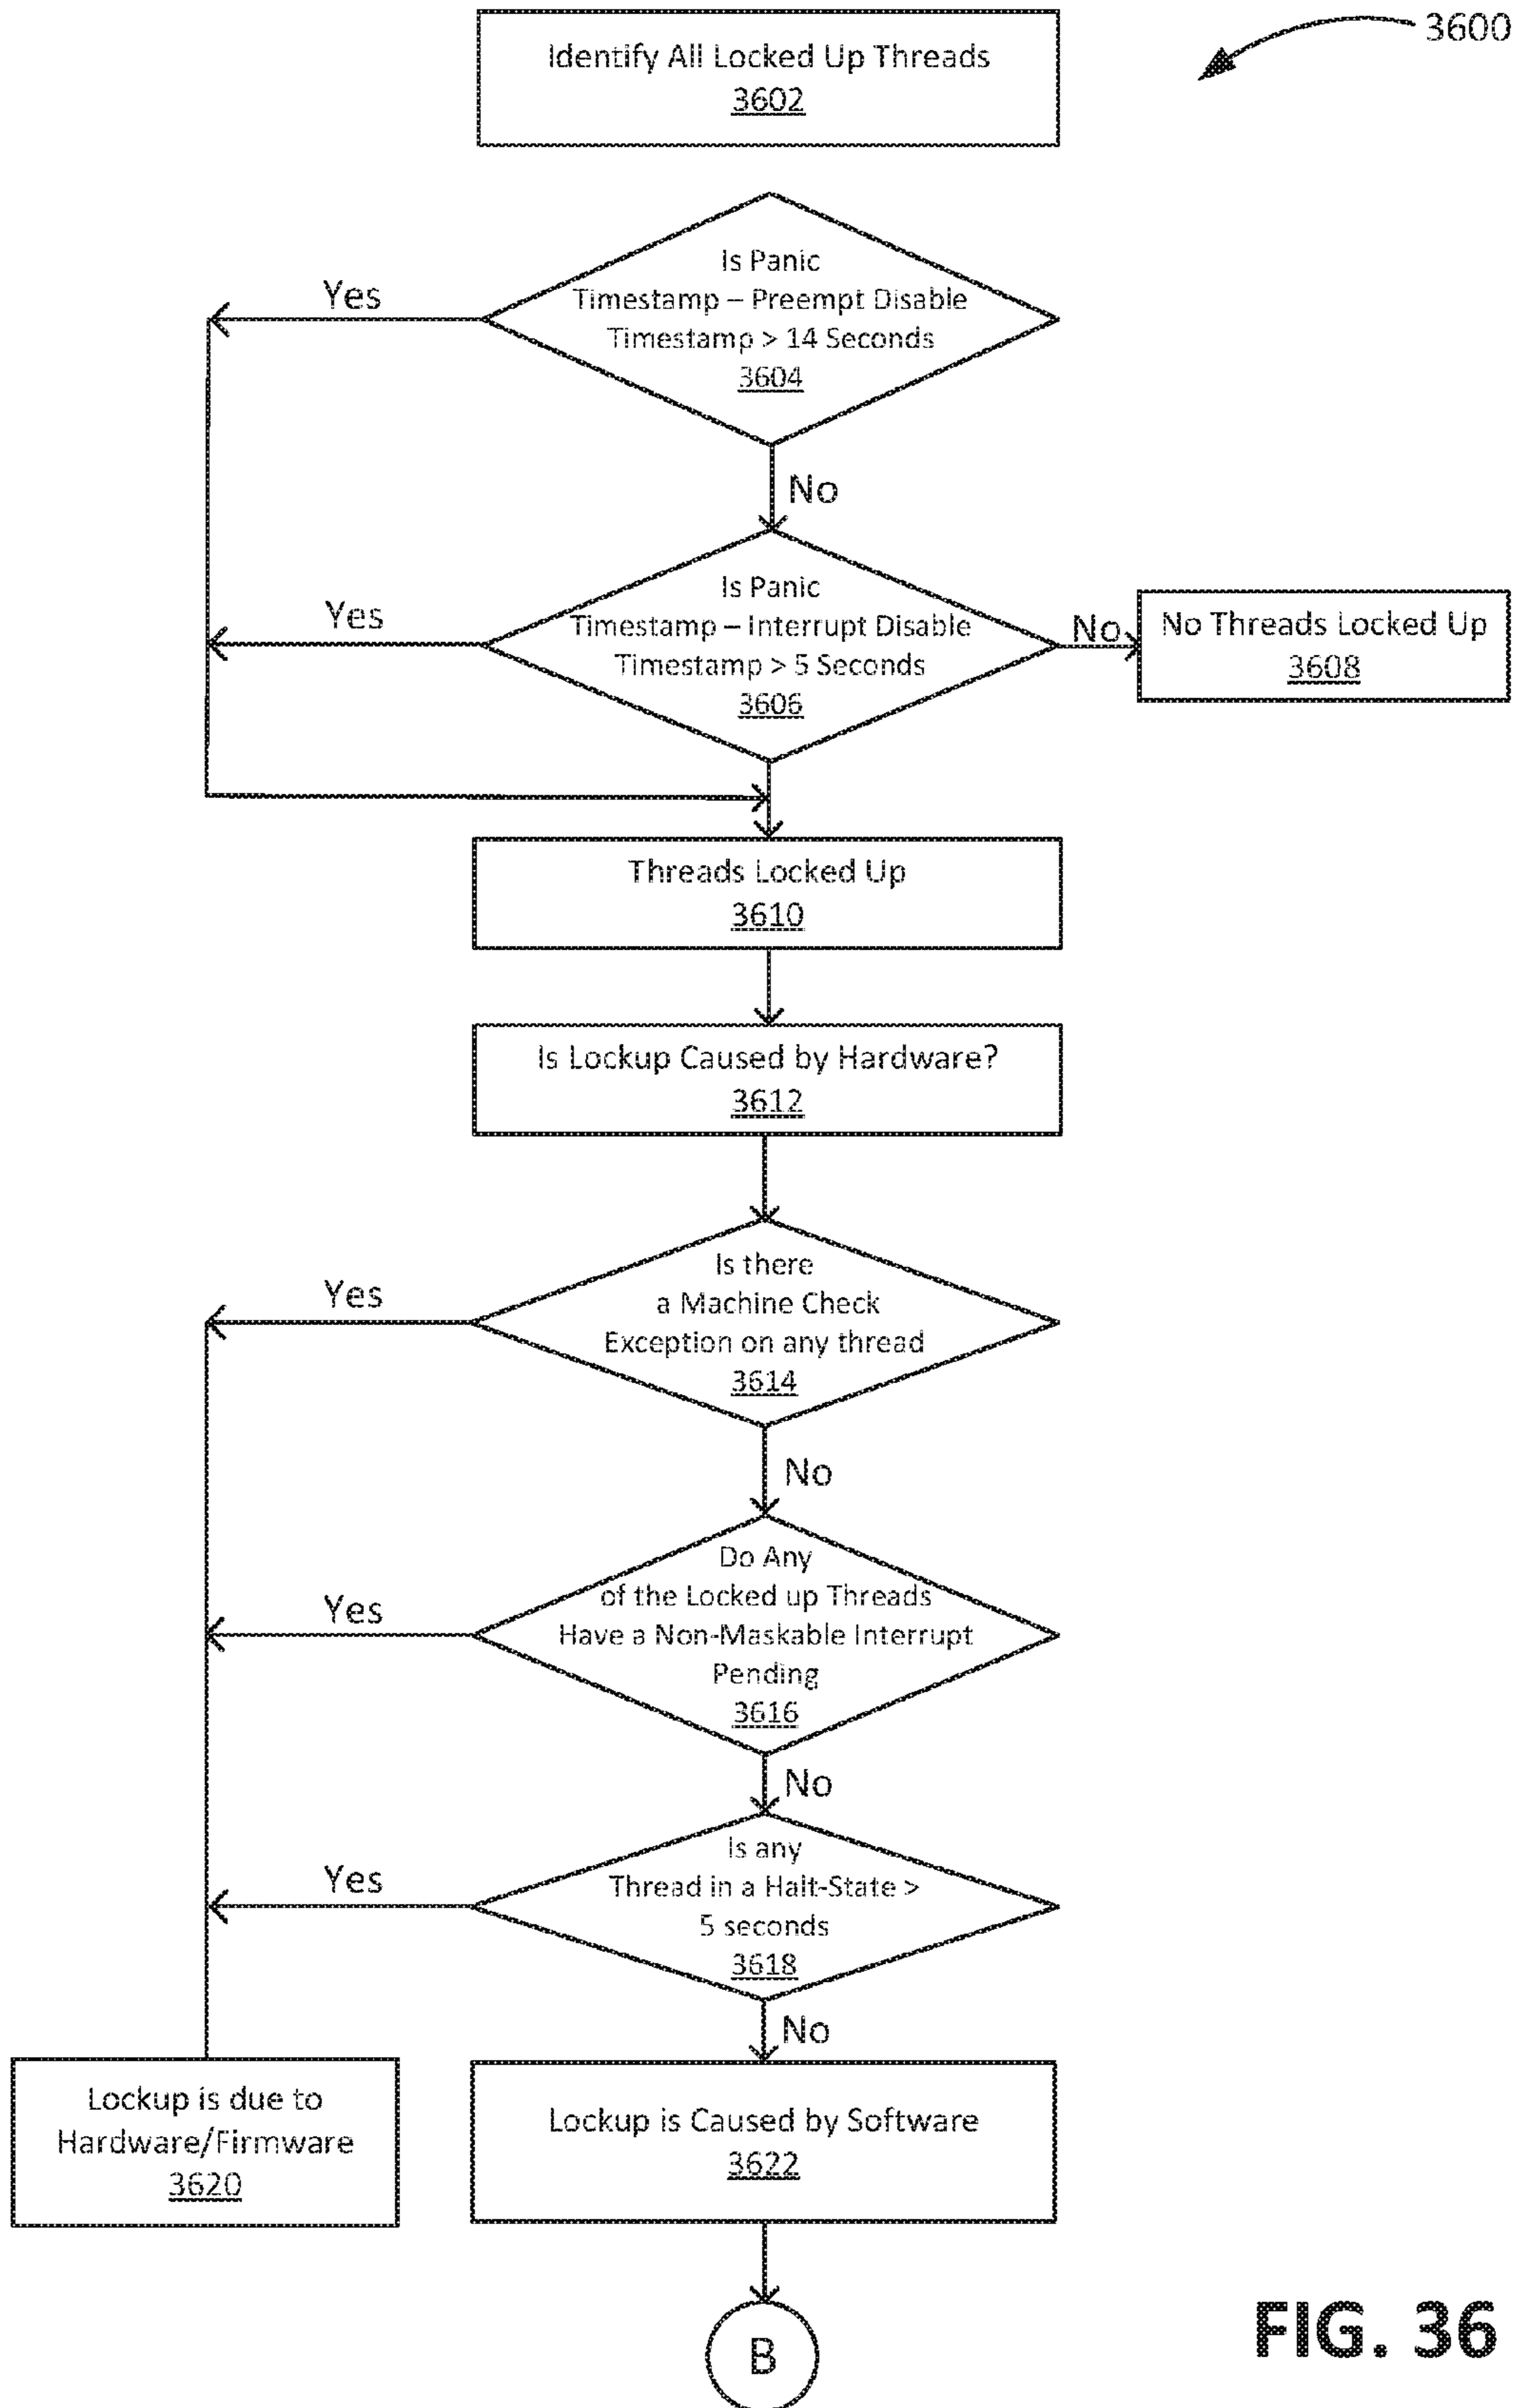 3600
Identify All Locked Up Threads
3602
Is Panic
Timestamp – Preempt Disable
Timestamp > 14 Seconds
3604
Yes
No
Is Panic
Timestamp – Interrupt Disable
Timestamp > 5 Seconds
3606
Yes
No
No Threads Locked Up
3608
Threads Locked Up
3610
Is Lockup Caused by Hardware?
3612
Is there
a Machine Check
Exception on any thread
3614
Yes
No
Do Any
of the Locked up Threads
Have a Non-Maskable Interrupt
Pending
3616
Yes
No
Is any
Thread in a Halt-State >
5 seconds
3618
Yes
No
Lockup is due to
Hardware/Firmware
3620
Lockup is Caused by Software
3622
B
FIG. 36